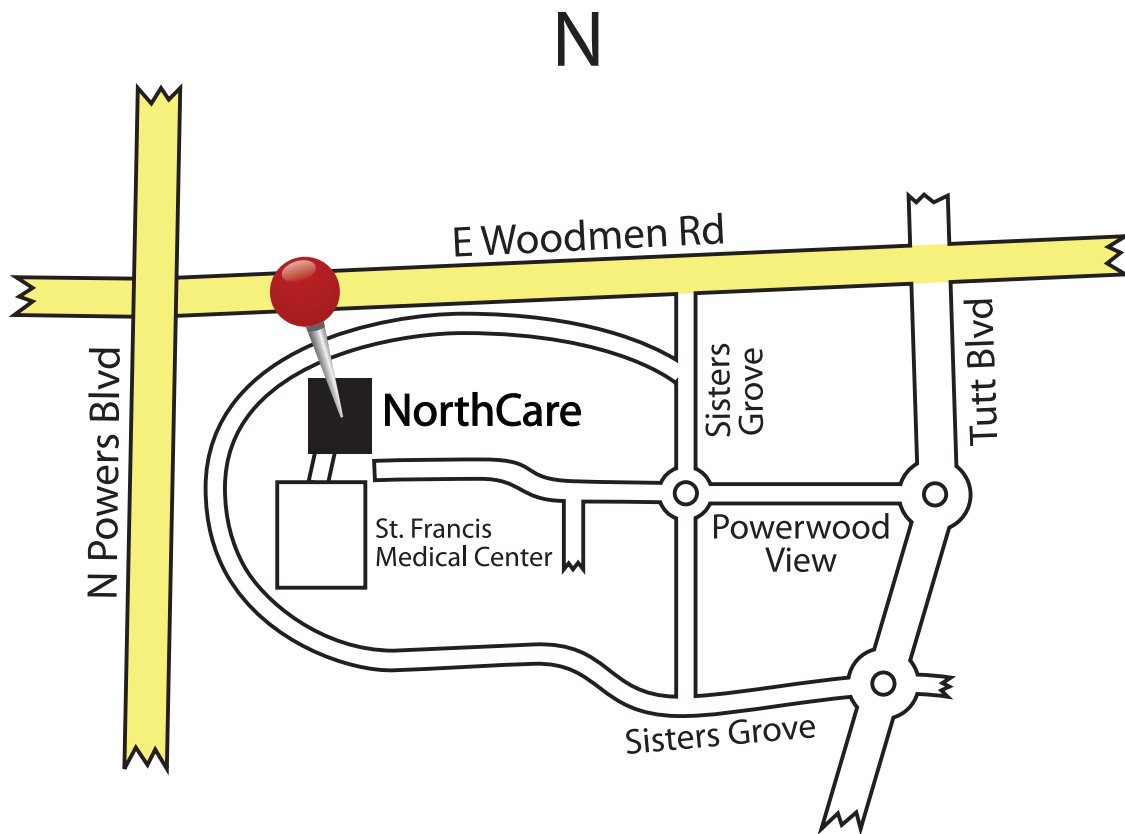 N
E Woodmen Rd
N Powers Blvd
Sisters
Grove
Tutt Blvd
NorthCare
St. Francis
Medical Center
Powerwood
View
Sisters Grove